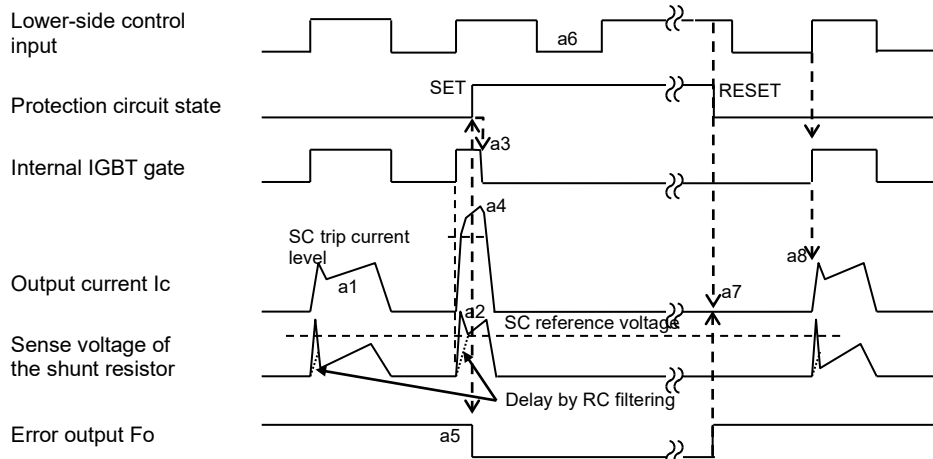 Lower-side control
input
a6
SET
RESET
Protection circuit state
a3
Internal IGBT gate
a4
SC trip current
level
a8
Output current Ic
a1
a7
a2
SC reference voltage
Sense voltage of
the shunt resistor
Delay by RC filtering
Error output Fo
a5